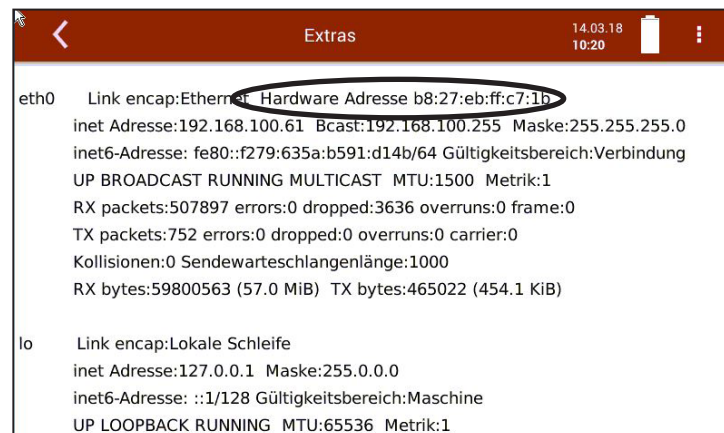 Extras
14.03.18
10:20
eth0 Link encap:Ethernet Hardware Adresse b8:27:eb:ff:c7:1b
inet Adresse:192.168.100.61 Bcast:192.168.100.255 Maske:255.255.255.0
inet6-Adresse: fe80::f279:635a:b591:d14b/64 Gültigkeitsbereich:Verbindung
UP BROADCAST RUNNING MULTICAST MTU:1500 Metrik:1
RX packets:507897 errors:0 dropped:3636 overruns:0 frame:0
TX packets:752 errors:0 dropped:0 overruns:0 carrier:0
Kollisionen:0 Sendewarteschlangenlänge:1000
RX bytes:59800563 (57.0 MiB) TX bytes:465022 (454.1 KiB)
lo Link encap:Lokale Schleife
inet Adresse:127.0.0.1 Maske:255.0.0.0
inet6-Adresse: ::1/128 Gültigkeitsbereich:Maschine
UP LOOPBACK RUNNING MTU:65536 Metrik:1